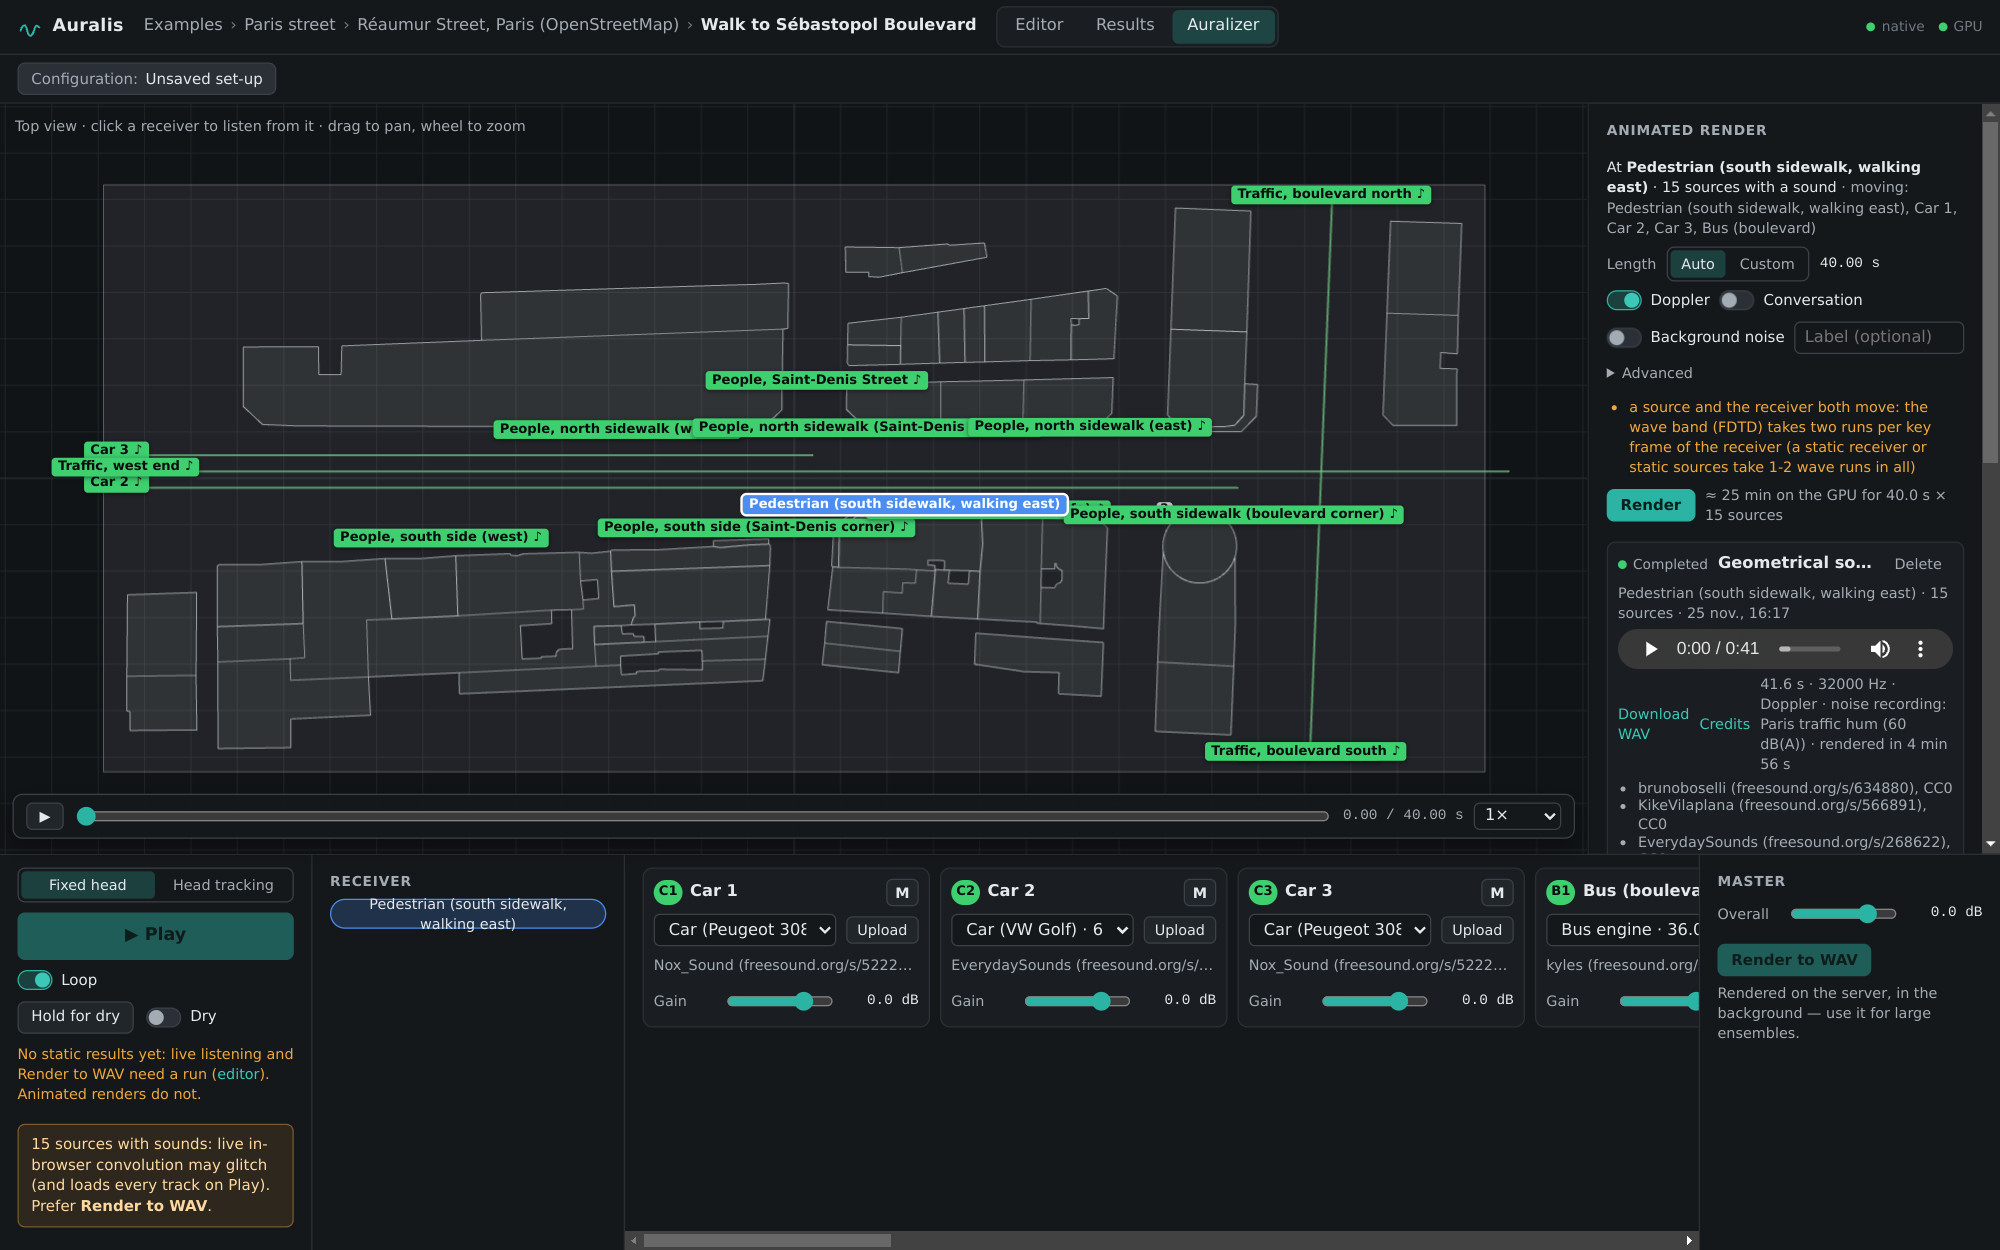 Auralis
Examples › Paris street › Réaumur Street, Paris (OpenStreetMap) › Walk to Sébastopol Boulevard
Editor Results Auralizer
native GPU
Configuration: Unsaved set-up
Top view · click a receiver to listen from it · drag to pan, wheel to zoom
Traffic, boulevard north ♪
People, Saint-Denis Street ♪
People, north sidewalk (w
People, north sidewalk (Saint-Denis
People, north sidewalk (east) ♪
Car 3 ♪
Traffic, west end ♪
Car 2 ♪
Pedestrian (south sidewalk, walking east)
People, south sidewalk (boulevard corner) ♪
People, south side (Saint-Denis corner) ♪
People, south side (west) ♪
Traffic, boulevard south ♪
▶ 0.00 / 40.00 s 1×
ANIMATED RENDER
At Pedestrian (south sidewalk, walking
east) · 15 sources with a sound · moving:
Pedestrian (south sidewalk, walking east), Car 1,
Car 2, Car 3, Bus (boulevard)
Length Auto Custom 40.00 s
Doppler Conversation
Background noise Label (optional)
▶ Advanced
• a source and the receiver both move: the
wave band (FDTD) takes two runs per key
frame of the receiver (a static receiver or
static sources take 1-2 wave runs in all)
Render ≈ 25 min on the GPU for 40.0 s ×
15 sources
Completed Geometrical so… Delete
Pedestrian (south sidewalk, walking east) · 15
sources · 25 nov., 16:17
0:00 / 0:41
Download
WAV
Credits
41.6 s · 32000 Hz ·
Doppler · noise recording:
Paris traffic hum (60
dB(A)) · rendered in 4 min
56 s
• brunoboselli (freesound.org/s/634880), CC0
• KikeVilaplana (freesound.org/s/566891),
CC0
• EverydaySounds (freesound.org/s/268622),
Fixed head Head tracking
▶ Play
Loop
Hold for dry Dry
No static results yet: live listening and
Render to WAV need a run (editor).
Animated renders do not.
15 sources with sounds: live in-
browser convolution may glitch
(and loads every track on Play).
Prefer Render to WAV.
RECEIVER
Pedestrian (south sidewalk,
walking east)
C1 Car 1 M
Car (Peugeot 308 Upload
Nox_Sound (freesound.org/s/5222…
Gain 0.0 dB
C2 Car 2 M
Car (VW Golf) · 6 Upload
EverydaySounds (freesound.org/s/…
Gain 0.0 dB
C3 Car 3 M
Car (Peugeot 308 Upload
Nox_Sound (freesound.org/s/5222…
Gain 0.0 dB
B1 Bus (bouleva
Bus engine · 36.0
kyles (freesound.org/
Gain
MASTER
Overall 0.0 dB
Render to WAV
Rendered on the server, in the
background — use it for large
ensembles.